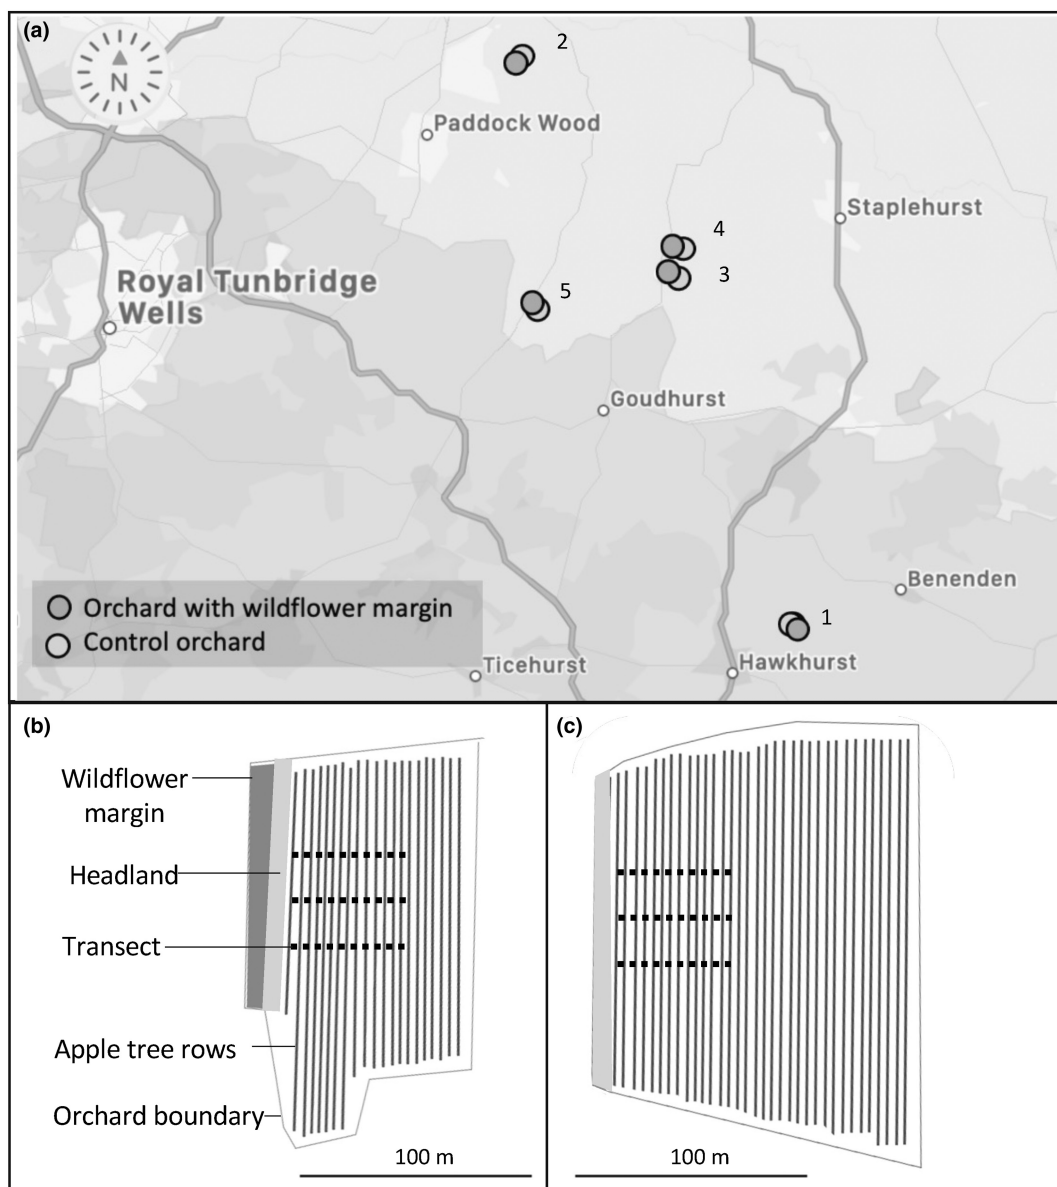 (a)
N
2
Paddock Wood
Staplehurst
4
3
Royal Tunbridge
Wells
5
Goudhurst
Benenden
Orchard with wildflower margin
Control orchard
1
Ticehurst
Hawkhurst
(b)
Wildflower
margin
Headland
Transect
Apple tree rows
Orchard boundary
100 m
(c)
100 m